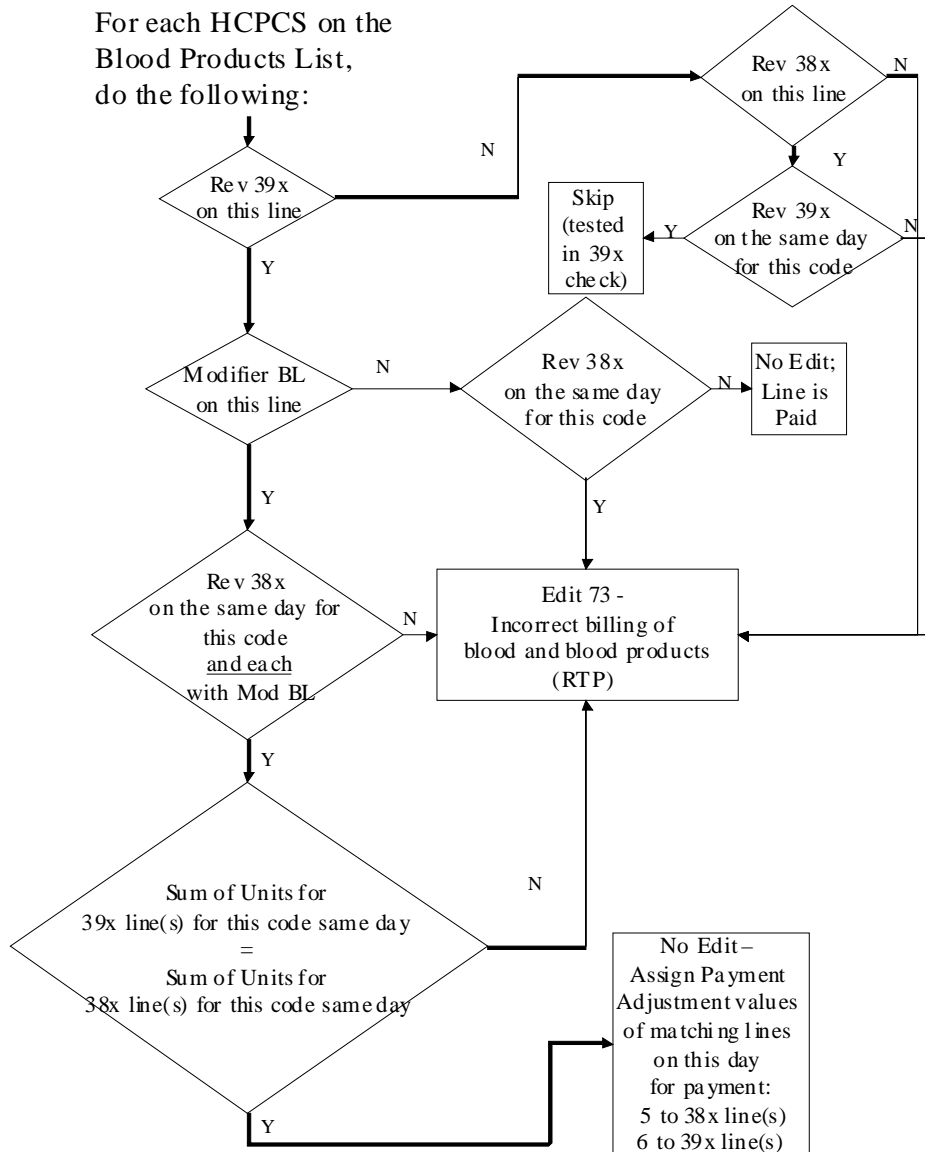 For each HCPCS on the
Blood Products List,
do the following:
Rev 38x
on this line
N
N
Y
Rev 39x
on this line
Skip
(tested
in 39x
check)
Y
Rev 39x
on the same day
for this code
N
Y
Modifier BL
on this line
N
Rev 38x
on the same day
for this code
N
No Edit;
Line is
Paid
Y
Y
Rev 38x
on the same day for
this code
and each
with Mod BL
N
Edit 73 -
Incorrect billing of
blood and blood products
(RTP)
Y
Sum of Units for
39x line(s) for this code same day
=
Sum of Units for
38x line(s) for this code same day
N
No Edit –
Assign Payment
Adjustment values
of matching lines
on this day
for payment:
5 to 38x line(s)
6 to 39x line(s)
Y